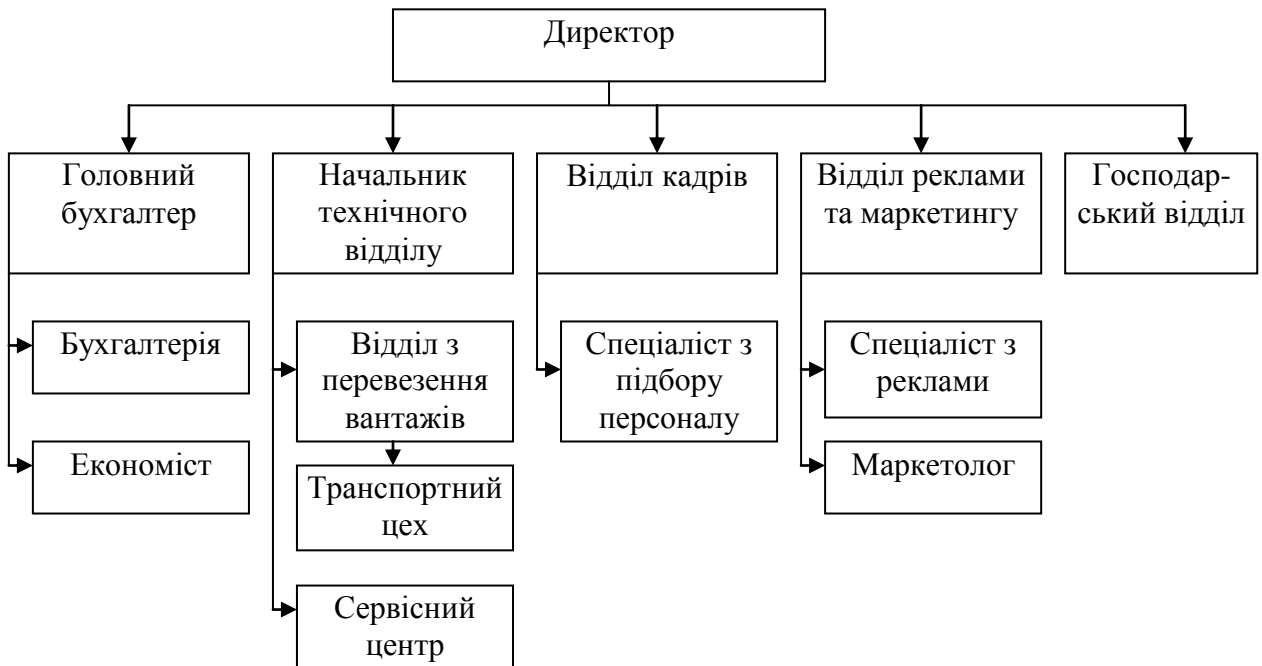 Директор
Головний
бухгалтер
Начальник
технічного
відділу
Відділ кадрів
Відділ реклами
та маркетингу
Господар-
ський відділ
Бухгалтерія
Відділ з
перевезення
вантажів
Спеціаліст з
підбору
персоналу
Спеціаліст з
реклами
Економіст
Транспортний
цех
Маркетолог
Сервісний
центр